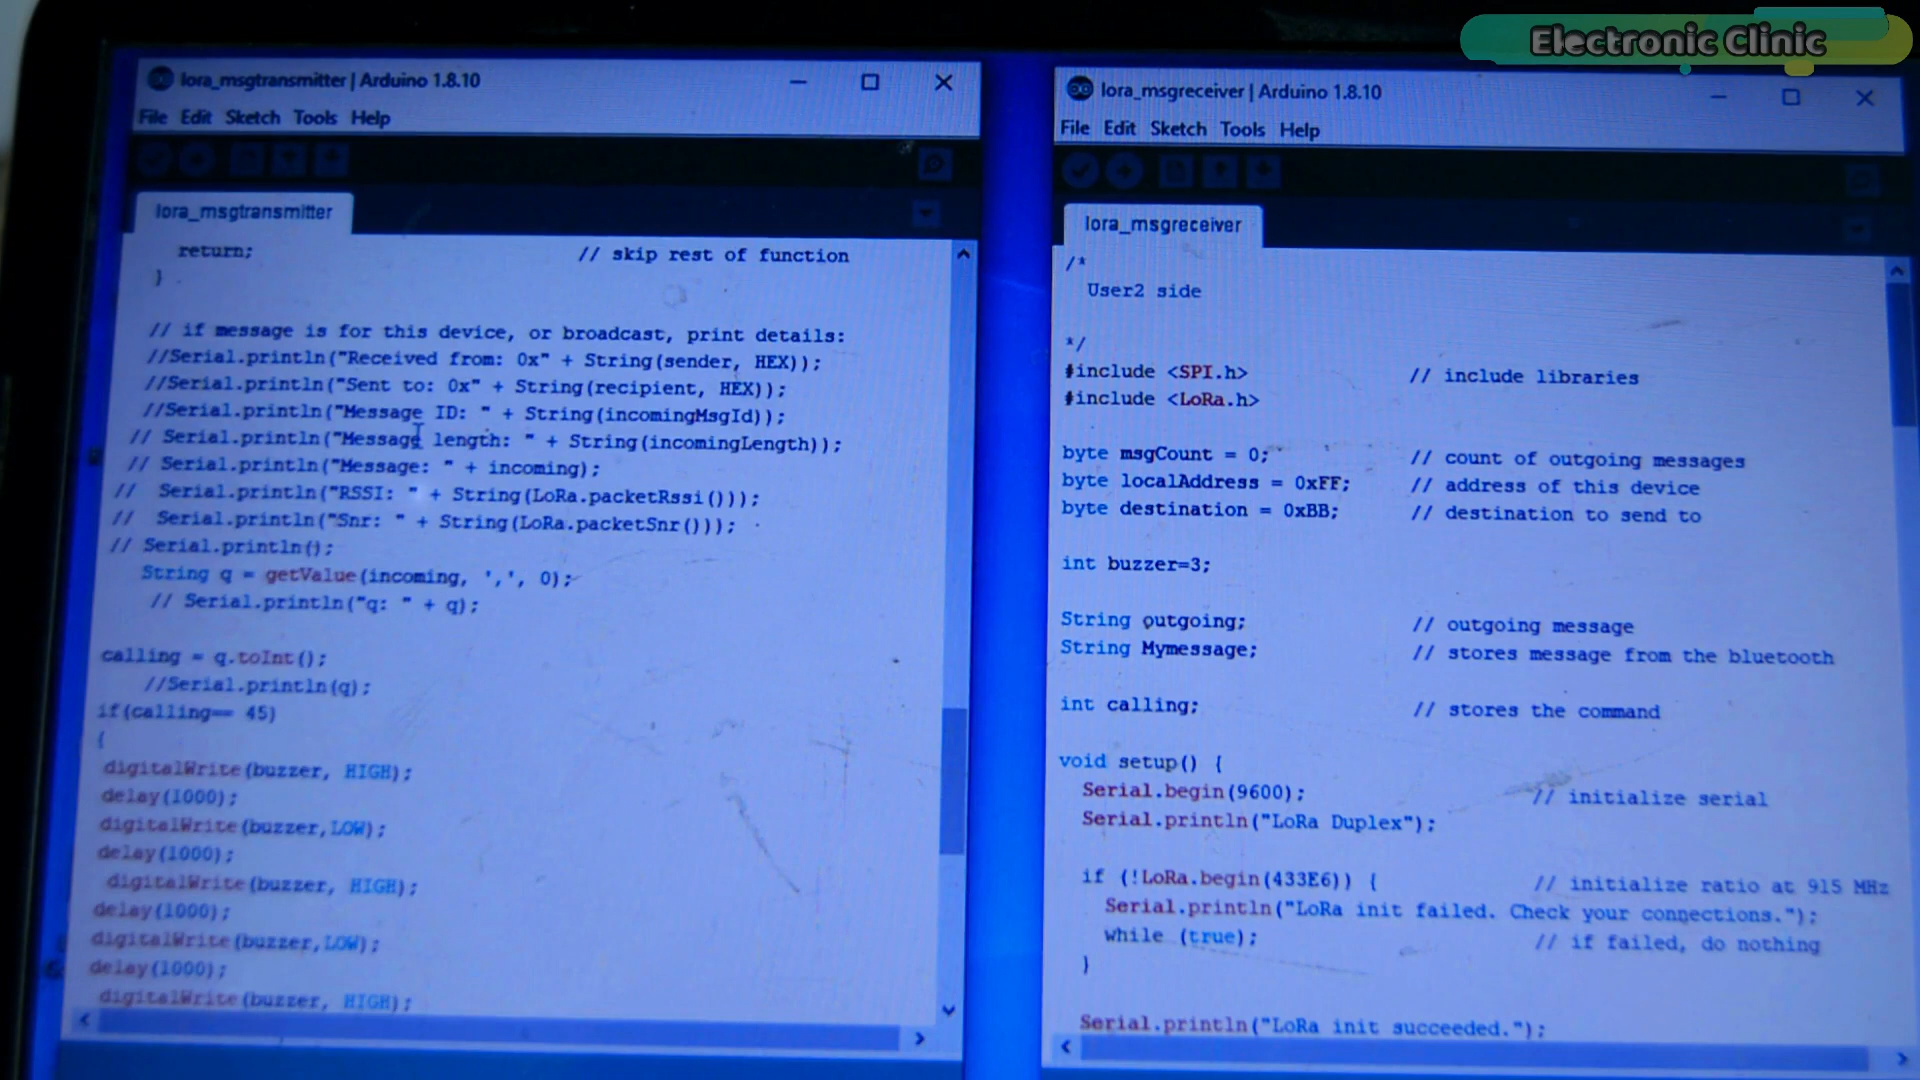 Electronic Clinic
lora_msgtransmitter | Arduino 1.8.10
File Edit Sketch Tools Help
lora_msgtransmitter
return; // skip rest of function
}
// if message is for this device, or broadcast, print details:
//Serial.println("Received from: 0x" + String(sender, HEX));
//Serial.println("Sent to: 0x" + String(recipient, HEX));
//Serial.println("Message ID: " + String(incomingMsgId));
// Serial.println("Message length: " + String(incomingLength));
// Serial.println("Message: " + incoming);
// Serial.println("RSSI: " + String(LoRa.packetRssi()));
// Serial.println("Snr: " + String(LoRa.packetSnr()));
// Serial.println();
String q = getValue(incoming, ',', 0);
// Serial.println("q: " + q);
calling = q.toInt();
//Serial.println(q);
if(calling== 45)
{
digitalWrite(buzzer, HIGH);
delay(1000);
digitalWrite(buzzer,LOW);
delay(1000);
digitalWrite(buzzer, HIGH);
delay(1000);
digitalWrite(buzzer,LOW);
delay(1000);
digitalWrite(buzzer, HIGH);
lora_msgreceiver | Arduino 1.8.10
File Edit Sketch Tools Help
lora_msgreceiver
/*
User2 side
*/
#include <SPI.h> // include libraries
#include <LoRa.h>
byte msgCount = 0; // count of outgoing messages
byte localAddress = 0xFF; // address of this device
byte destination = 0xBB; // destination to send to
int buzzer=3;
String outgoing; // outgoing message
String Mymessage; // stores message from the bluetooth
int calling; // stores the command
void setup() {
Serial.begin(9600); // initialize serial
Serial.println("LoRa Duplex");
if (!LoRa.begin(433E6)) { // initialize ratio at 915 MHz
Serial.println("LoRa init failed. Check your connections.");
while (true); // if failed, do nothing
}
Serial.println("LoRa init succeeded.");